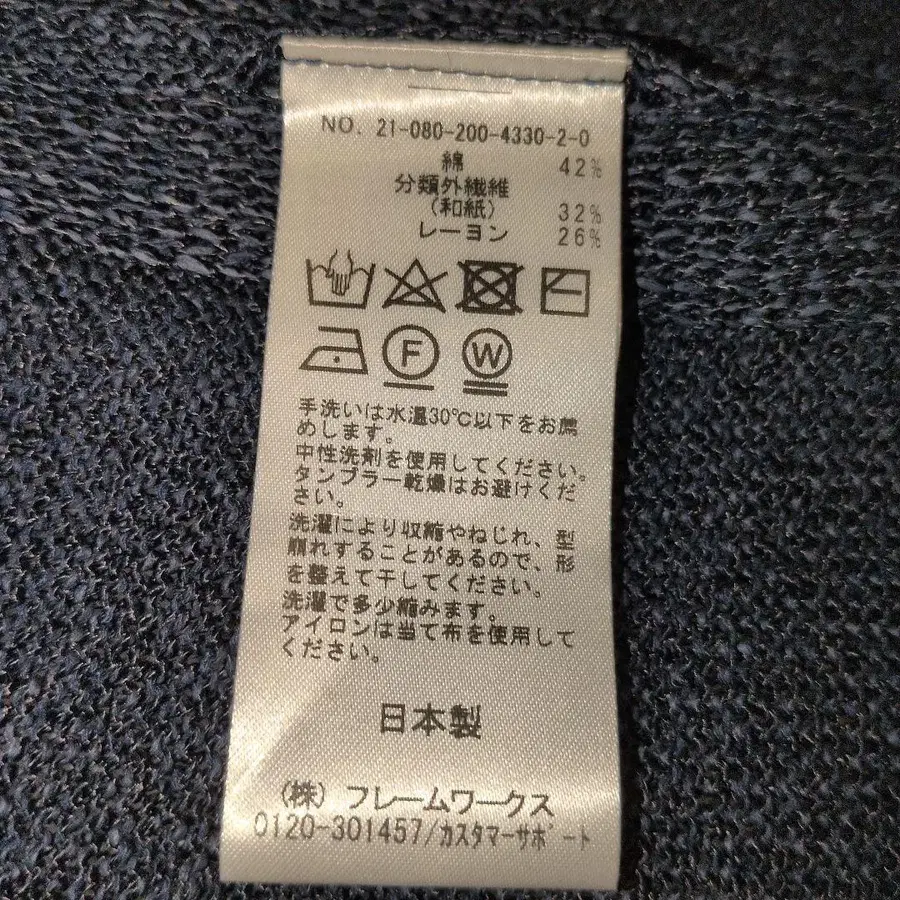 NO. 21-080-200-4330-2-0
綿 42%
分類外繊維
(和紙) 32%
レーヨン 26%
F W
手洗いは水温30℃以下をお薦
めします。
中性洗剤を使用してください。
タンブラー乾燥はお避けくだ
さい。
洗濯により収縮やねじれ、型
崩れすることがあるので、形
を整えて干してください。
洗濯で多少縮みます。
アイロンは当て布を使用して
ください。
日本製
(株) フレームワークス
0120-301457/カスタマーサポート